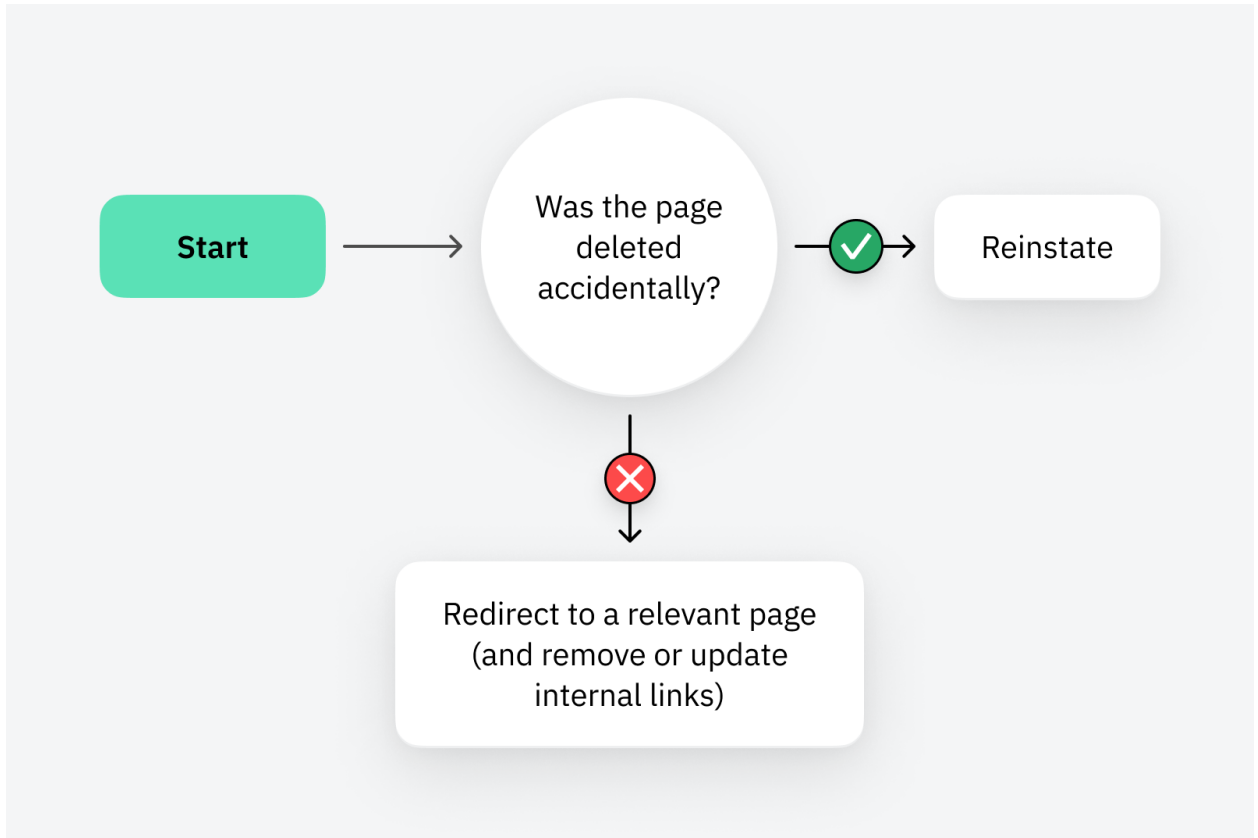 Start
Was the page
deleted
accidentally?
Reinstate
Redirect to a relevant page
(and remove or update
internal links)